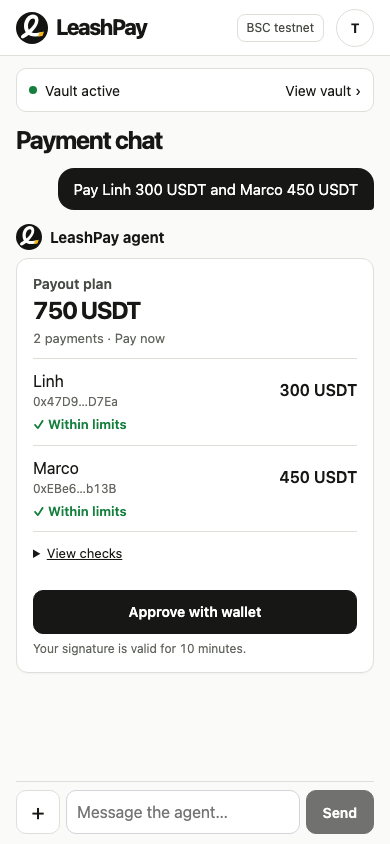 LeashPay
BSC testnet
T
Vault active
View vault ›
Payment chat
Pay Linh 300 USDT and Marco 450 USDT
LeashPay agent
Payout plan
750 USDT
2 payments · Pay now
Linh
300 USDT
0x47D9...D7Ea
✓ Within limits
Marco
450 USDT
0xEBe6...b13B
✓ Within limits
▶ View checks
Approve with wallet
Your signature is valid for 10 minutes.
+
Message the agent...
Send